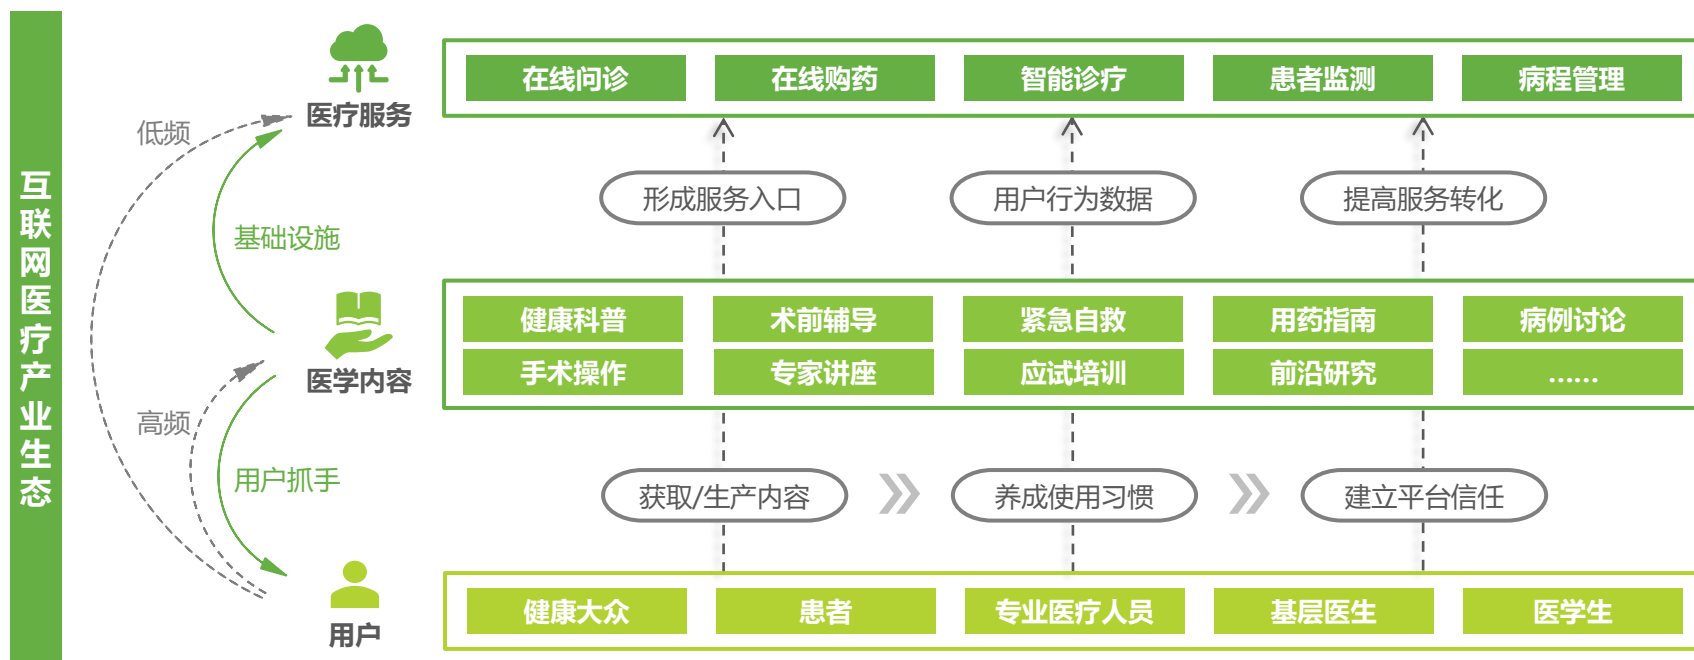 互联网医疗产业生态
医疗服务
在线问诊
在线购药
智能诊疗
患者监测
病程管理
低频
基础设施
形成服务入口
用户行为数据
提高服务转化
医学内容
健康科普
术前辅导
紧急自救
用药指南
病例讨论
手术操作
专家讲座
应试培训
前沿研究
……
高频
用户抓手
获取/生产内容
养成使用习惯
建立平台信任
用户
健康大众
患者
专业医疗人员
基层医生
医学生